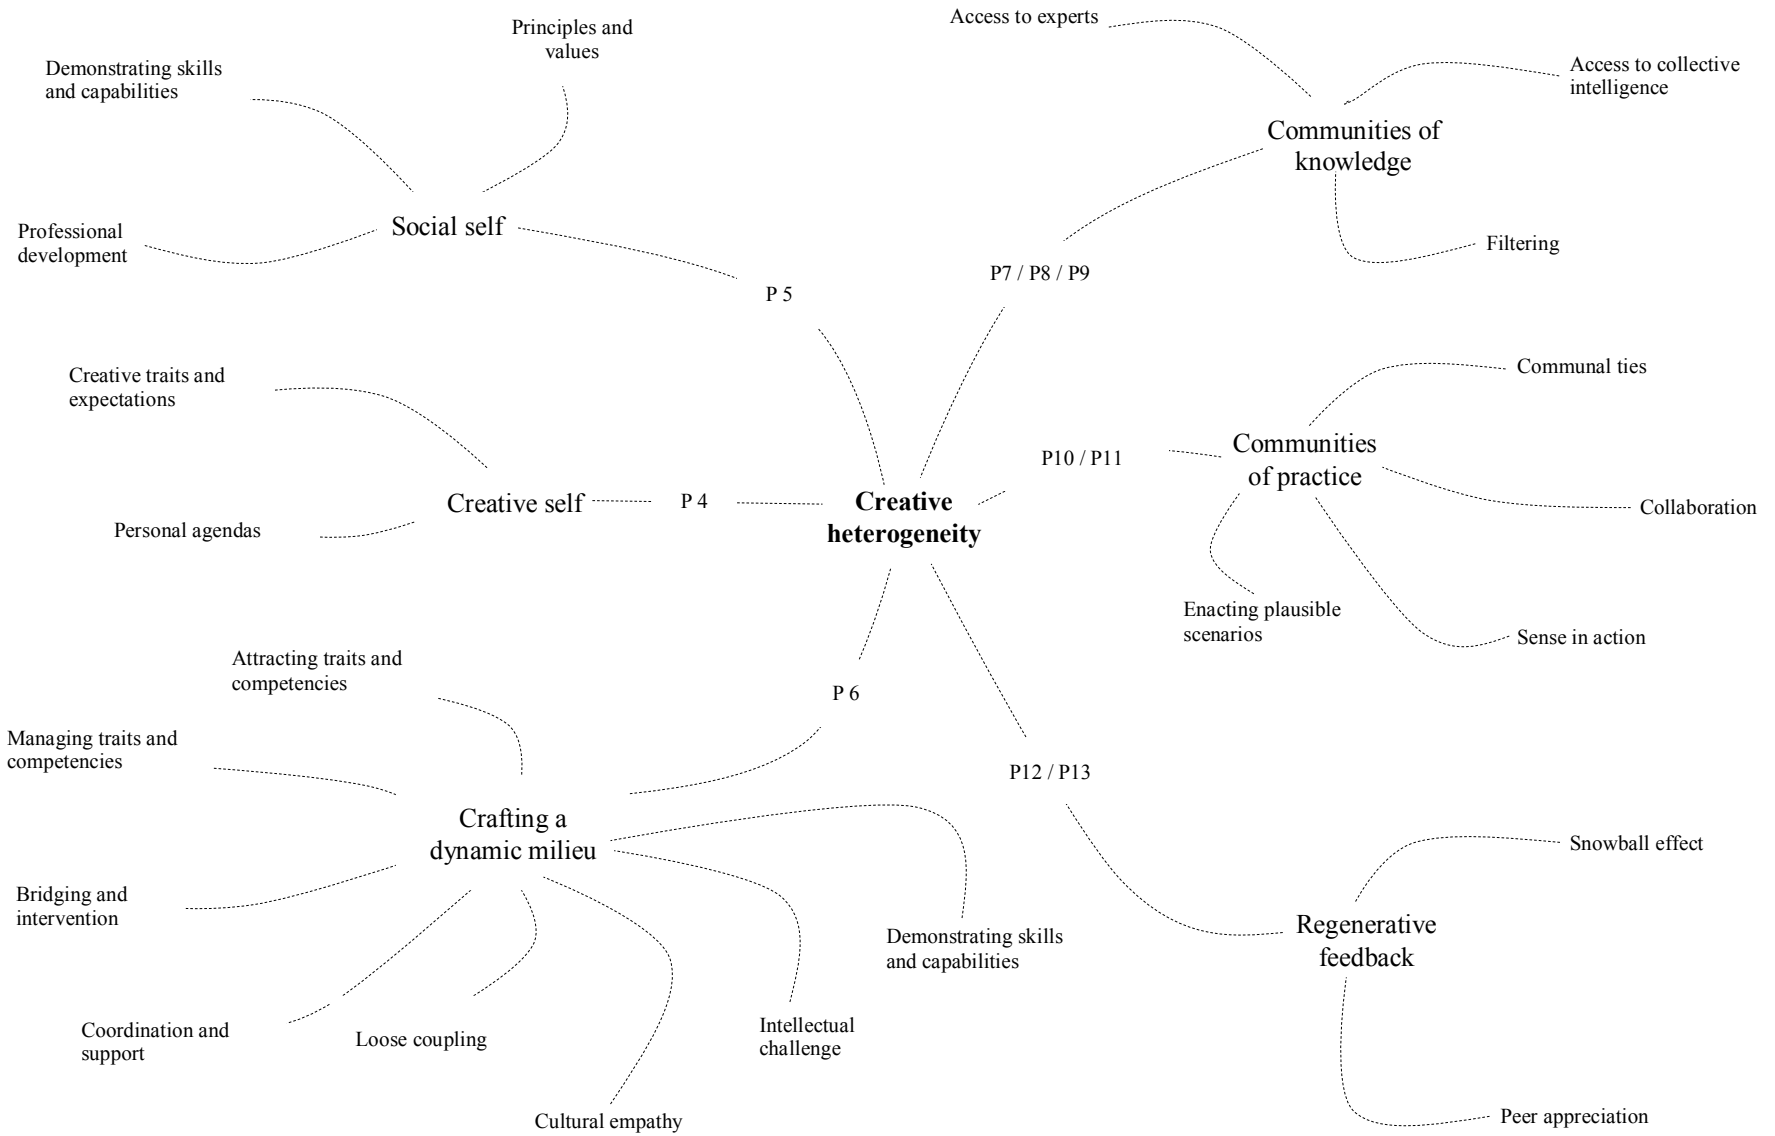 Principles and
values
Demonstrating skills
and capabilities
Professional
development
Social self
P 5
Access to experts
Access to collective
intelligence
Communities of
knowledge
Filtering
P7 / P8 / P9
Creative traits and
expectations
Personal agendas
Creative self
P 4
Creative
heterogeneity
P10 / P11
Communities
of practice
Communal ties
Collaboration
Enacting plausible
scenarios
Sense in action
P 6
Attracting traits and
competencies
Managing traits and
competencies
Crafting a
dynamic milieu
Bridging and
intervention
Coordination and
support
Loose coupling
Cultural empathy
Intellectual
challenge
Demonstrating skills
and capabilities
P12 / P13
Snowball effect
Regenerative
feedback
Peer appreciation